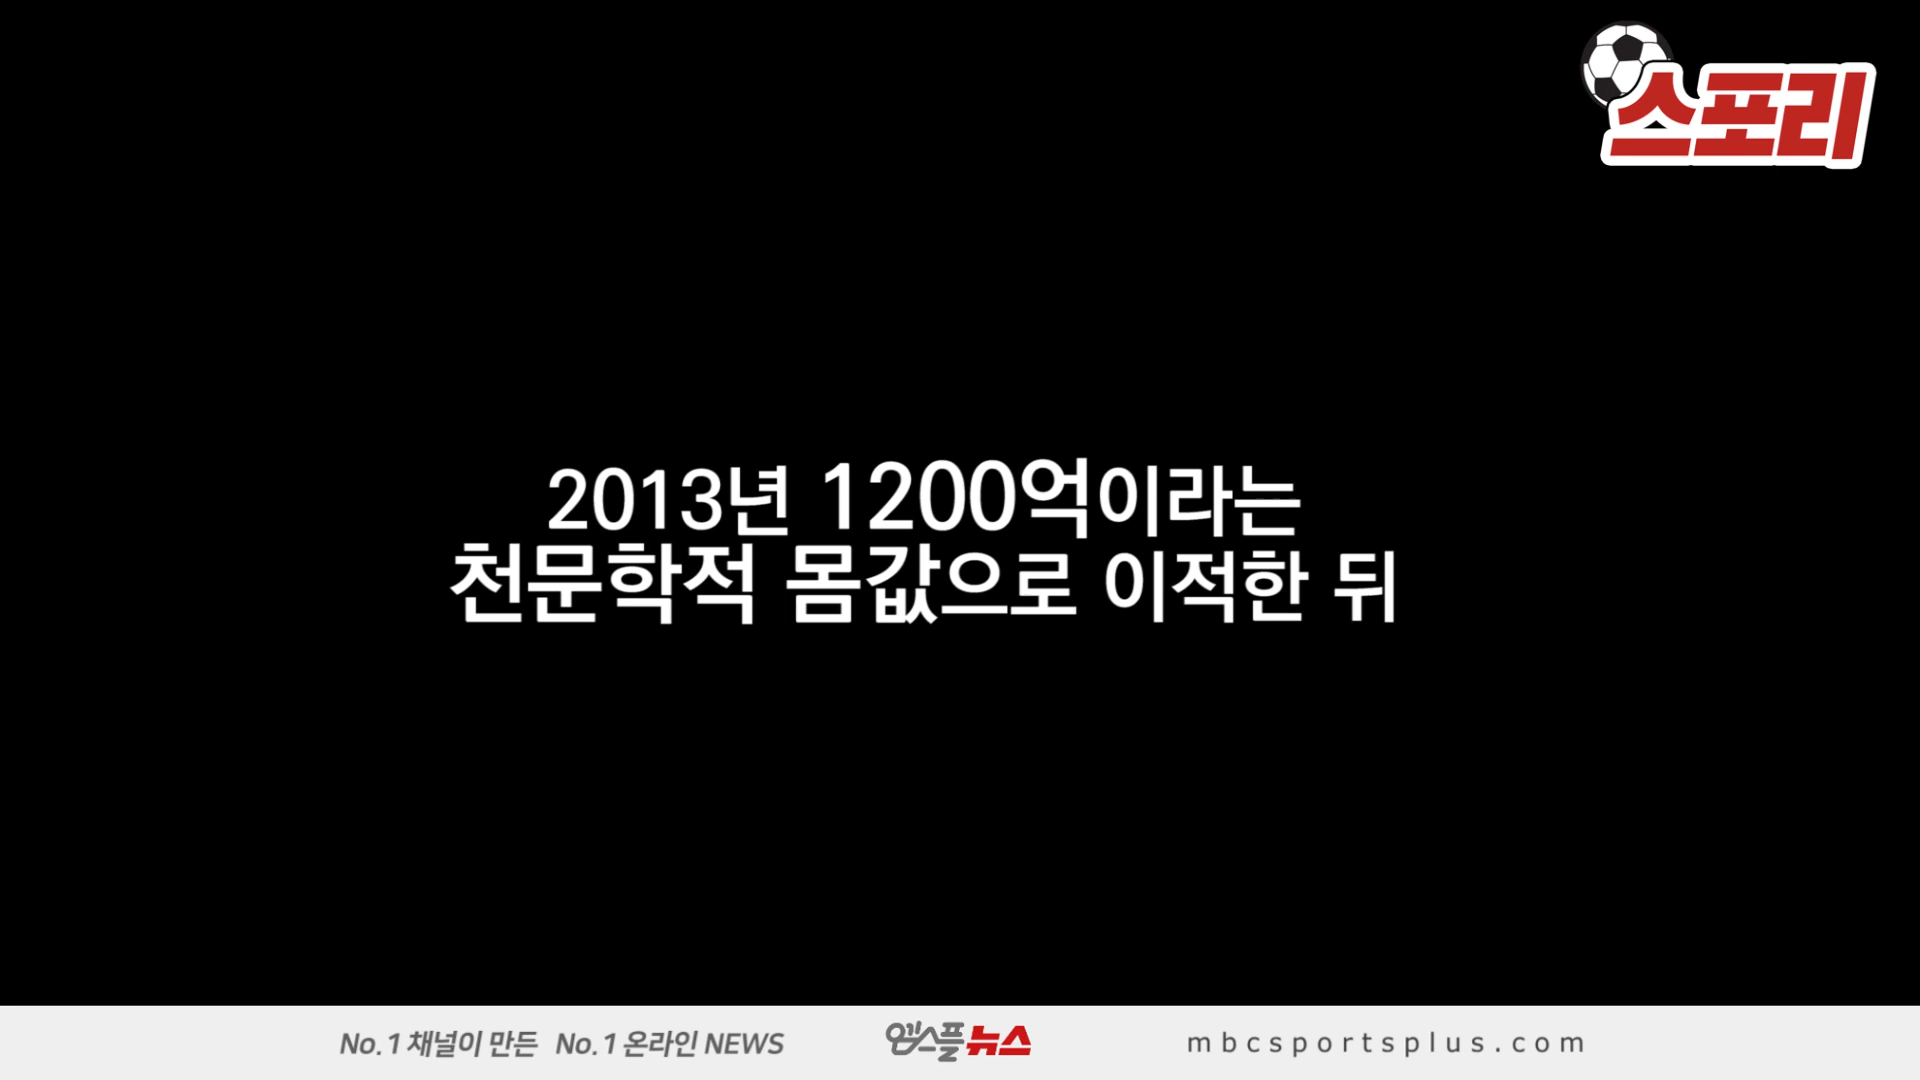 스포리
2013년 1200억이라는
천문학적 몸값으로 이적한 뒤
No.1 채널이 만든 No.1 온라인 NEWS
엠스플뉴스
mbcsportsplus.com